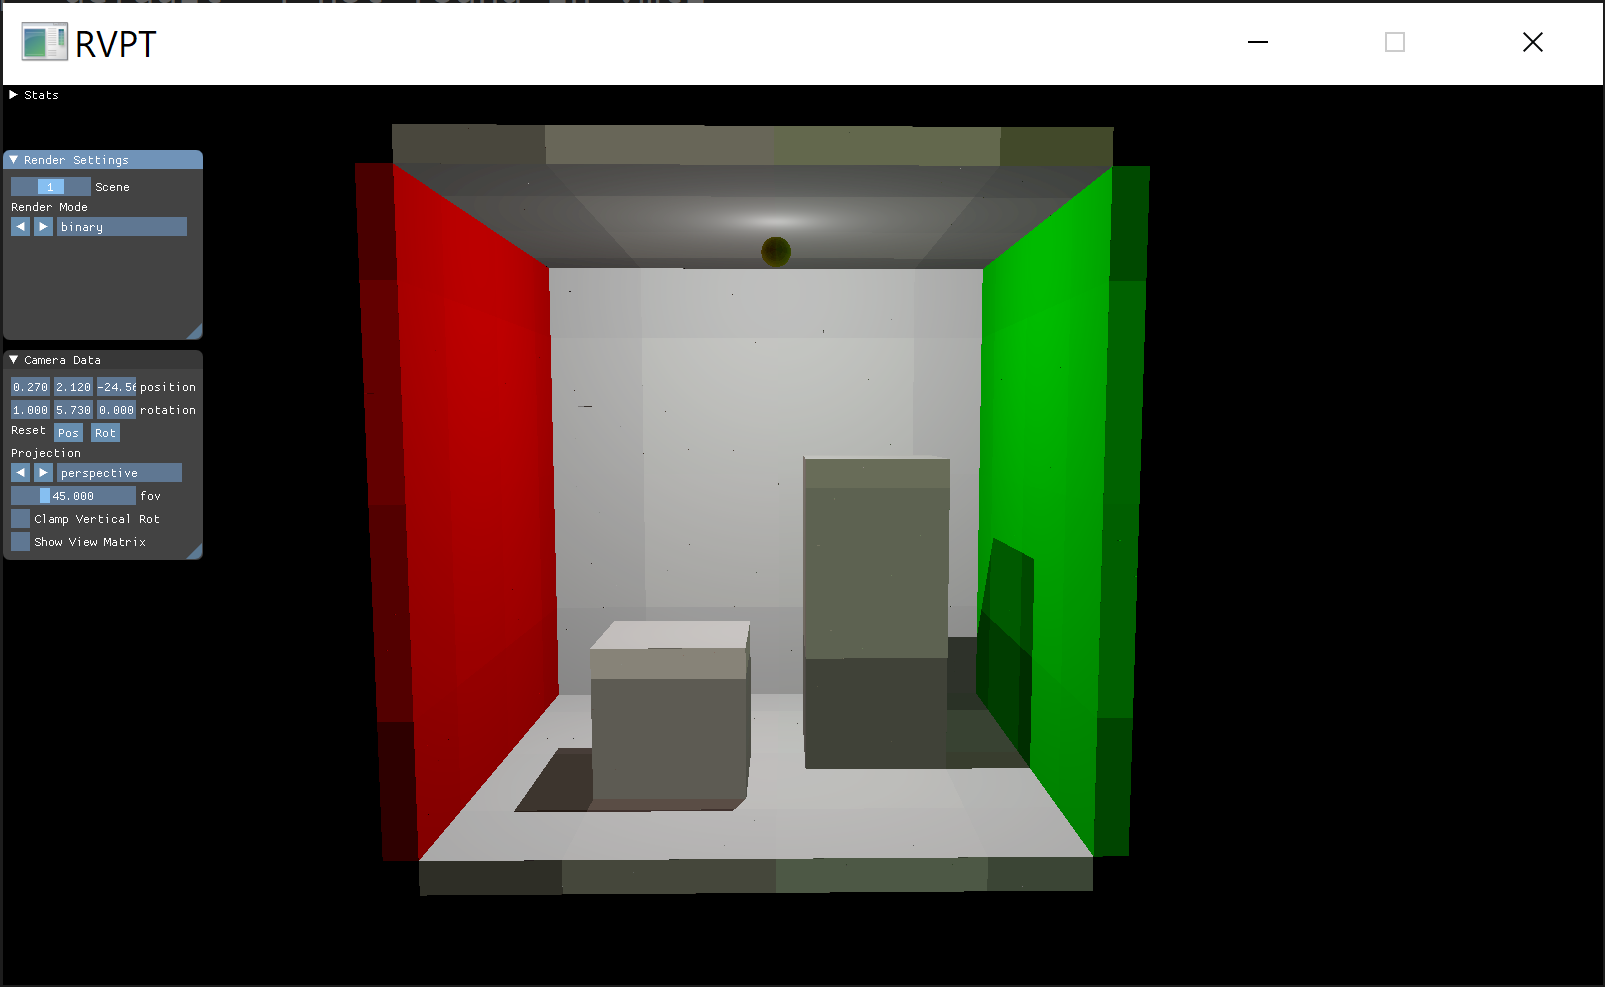 RVPT
Stats
Render Settings
1 Scene
Render Mode
binary
Camera Data
0.270 2.120 -24.56 position
1.000 5.730 0.000 rotation
Reset Pos Rot
Projection
perspective
45.000 fov
Clamp Vertical Rot
Show View Matrix